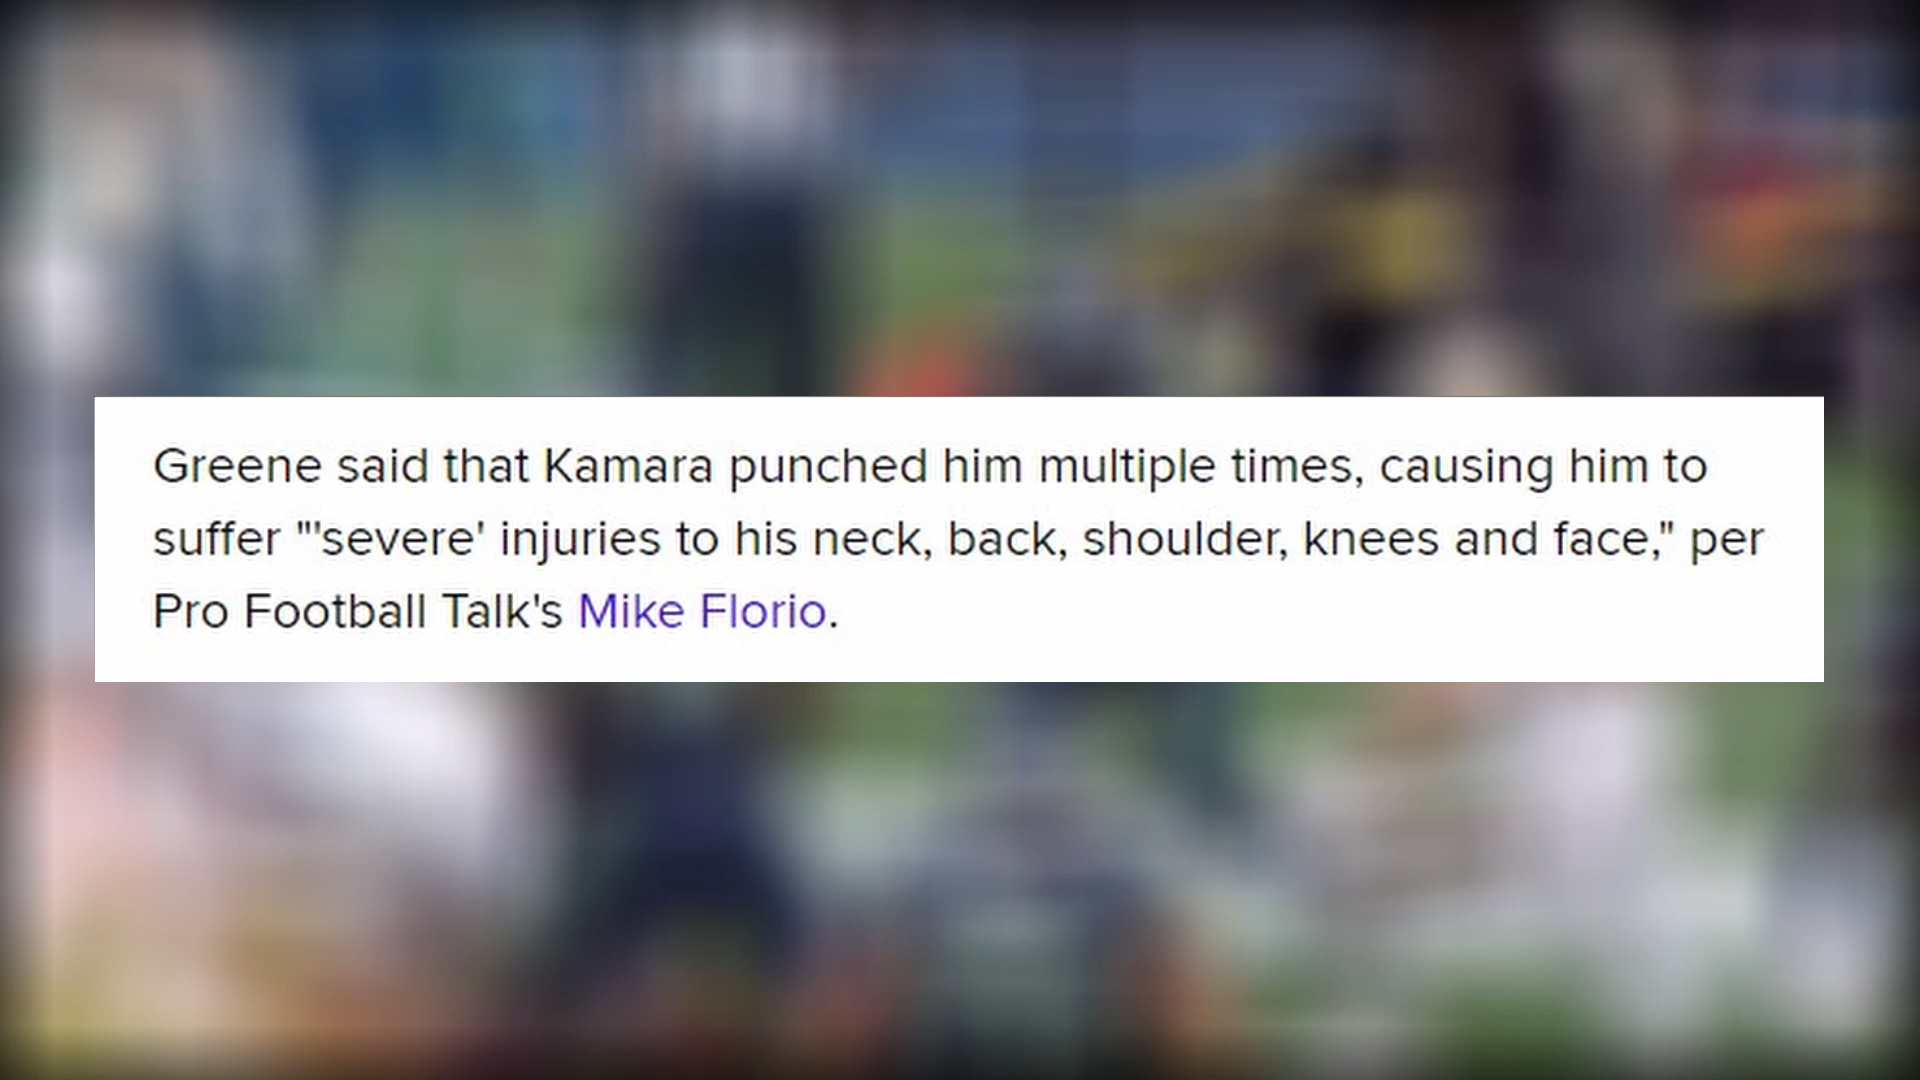 Greene said that Kamara punched him multiple times, causing him to
suffer "'severe' injuries to his neck, back, shoulder, knees and face," per
Pro Football Talk's Mike Florio.